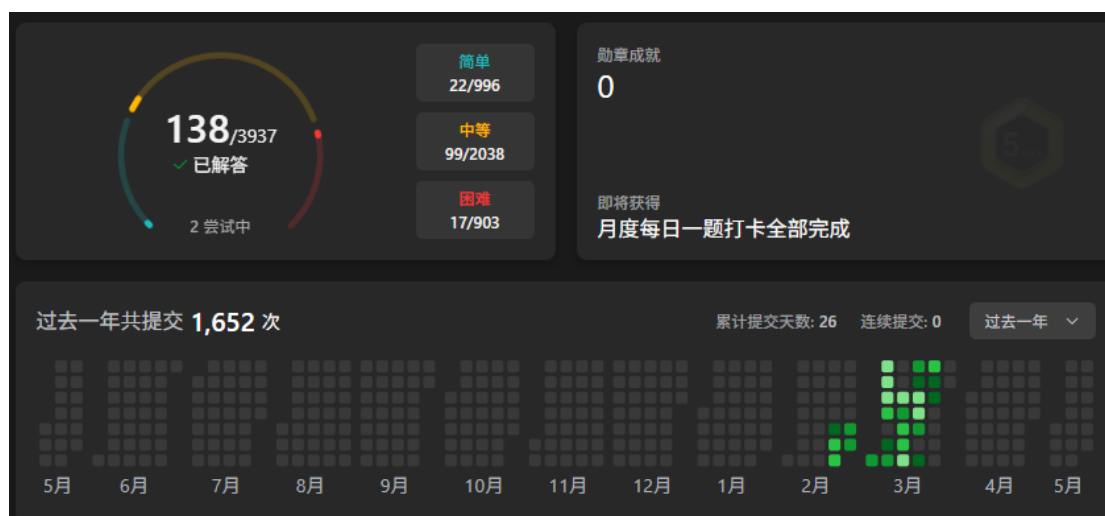 138/3937
已解答
2 尝试中
简单
22/996
中等
99/2038
困难
17/903
勋章成就
0
即将获得
月度每日一题打卡全部完成
过去一年共提交 1,652 次
累计提交天数: 26 连续提交: 0 过去一年
5月 6月 7月 8月 9月 10月 11月 12月 1月 2月 3月 4月 5月